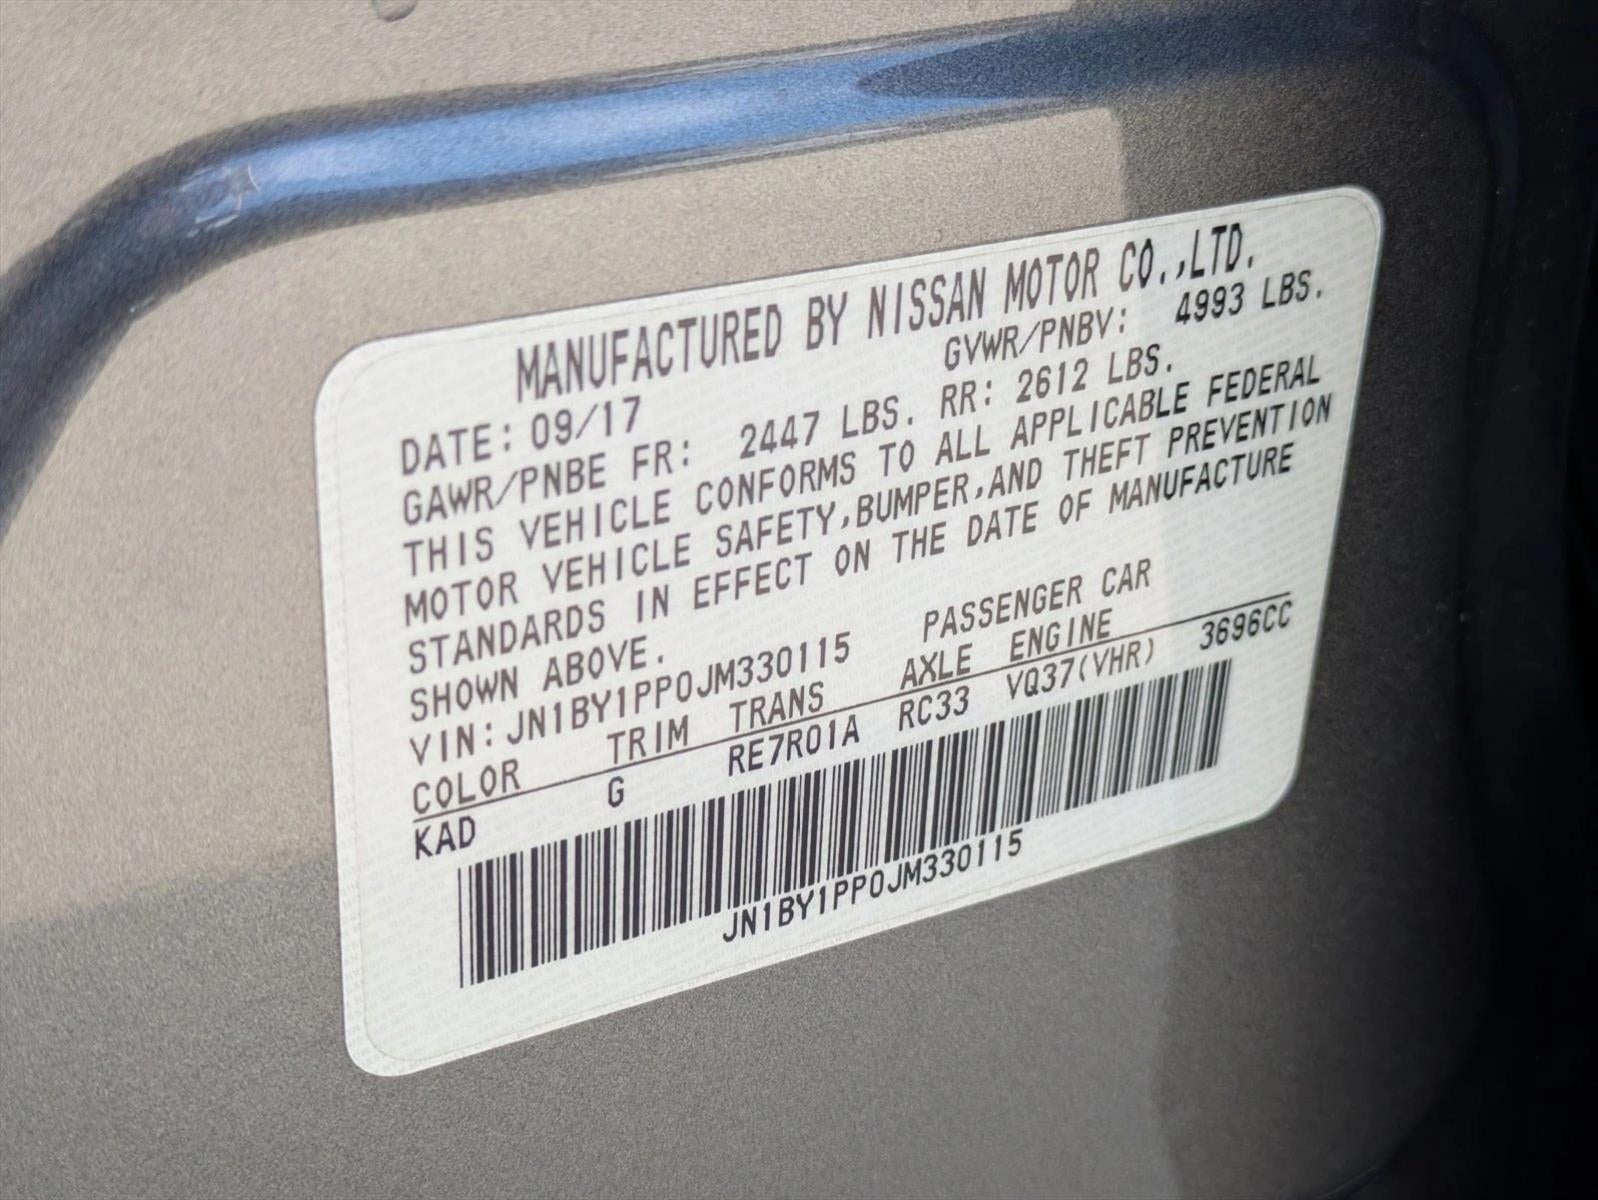 MANUFACTURED BY NISSAN MOTOR CO.,LTD.
DATE: 09/17 GVWR/PNBV: 4993 LBS.
GAWR/PNBE FR: 2447 LBS. RR: 2612 LBS.
THIS VEHICLE CONFORMS TO ALL APPLICABLE FEDERAL
MOTOR VEHICLE SAFETY,BUMPER,AND THEFT PREVENTION
STANDARDS IN EFFECT ON THE DATE OF MANUFACTURE
SHOWN ABOVE.
VIN:JN1BY1PP0JM330115 PASSENGER CAR
COLOR TRIM TRANS AXLE ENGINE
KAD G RE7R01A RC33 VQ37(VHR) 3696CC
JN1BY1PP0JM330115